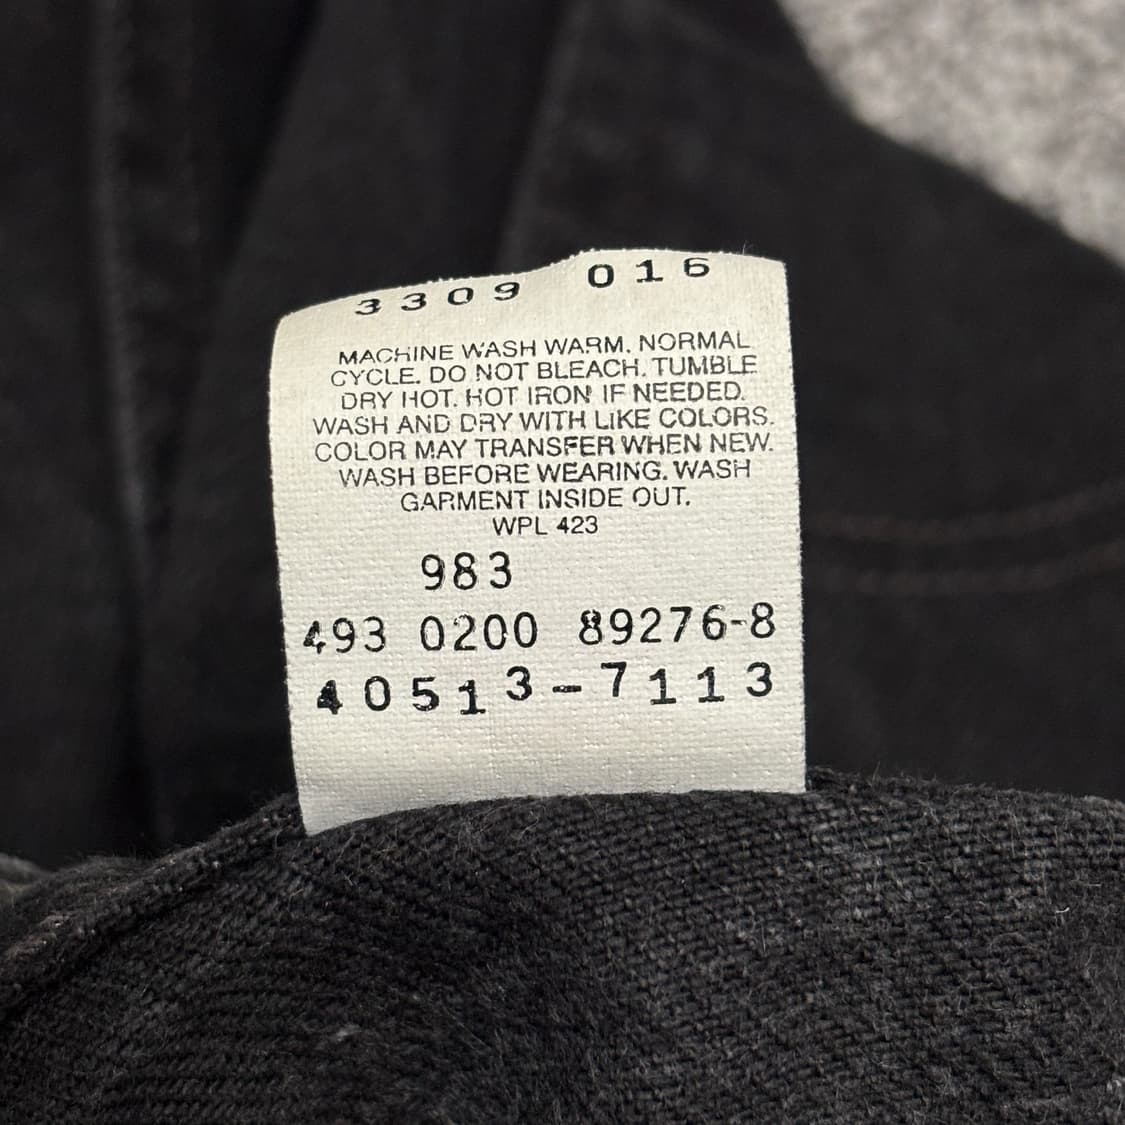 3309 016
MACHINE WASH WARM. NORMAL
CYCLE. DO NOT BLEACH. TUMBLE
DRY HOT. HOT IRON IF NEEDED.
WASH AND DRY WITH LIKE COLORS.
COLOR MAY TRANSFER WHEN NEW.
WASH BEFORE WEARING. WASH
GARMENT INSIDE OUT.
WPL 423
983
493 0200 89276-8
40513-7113